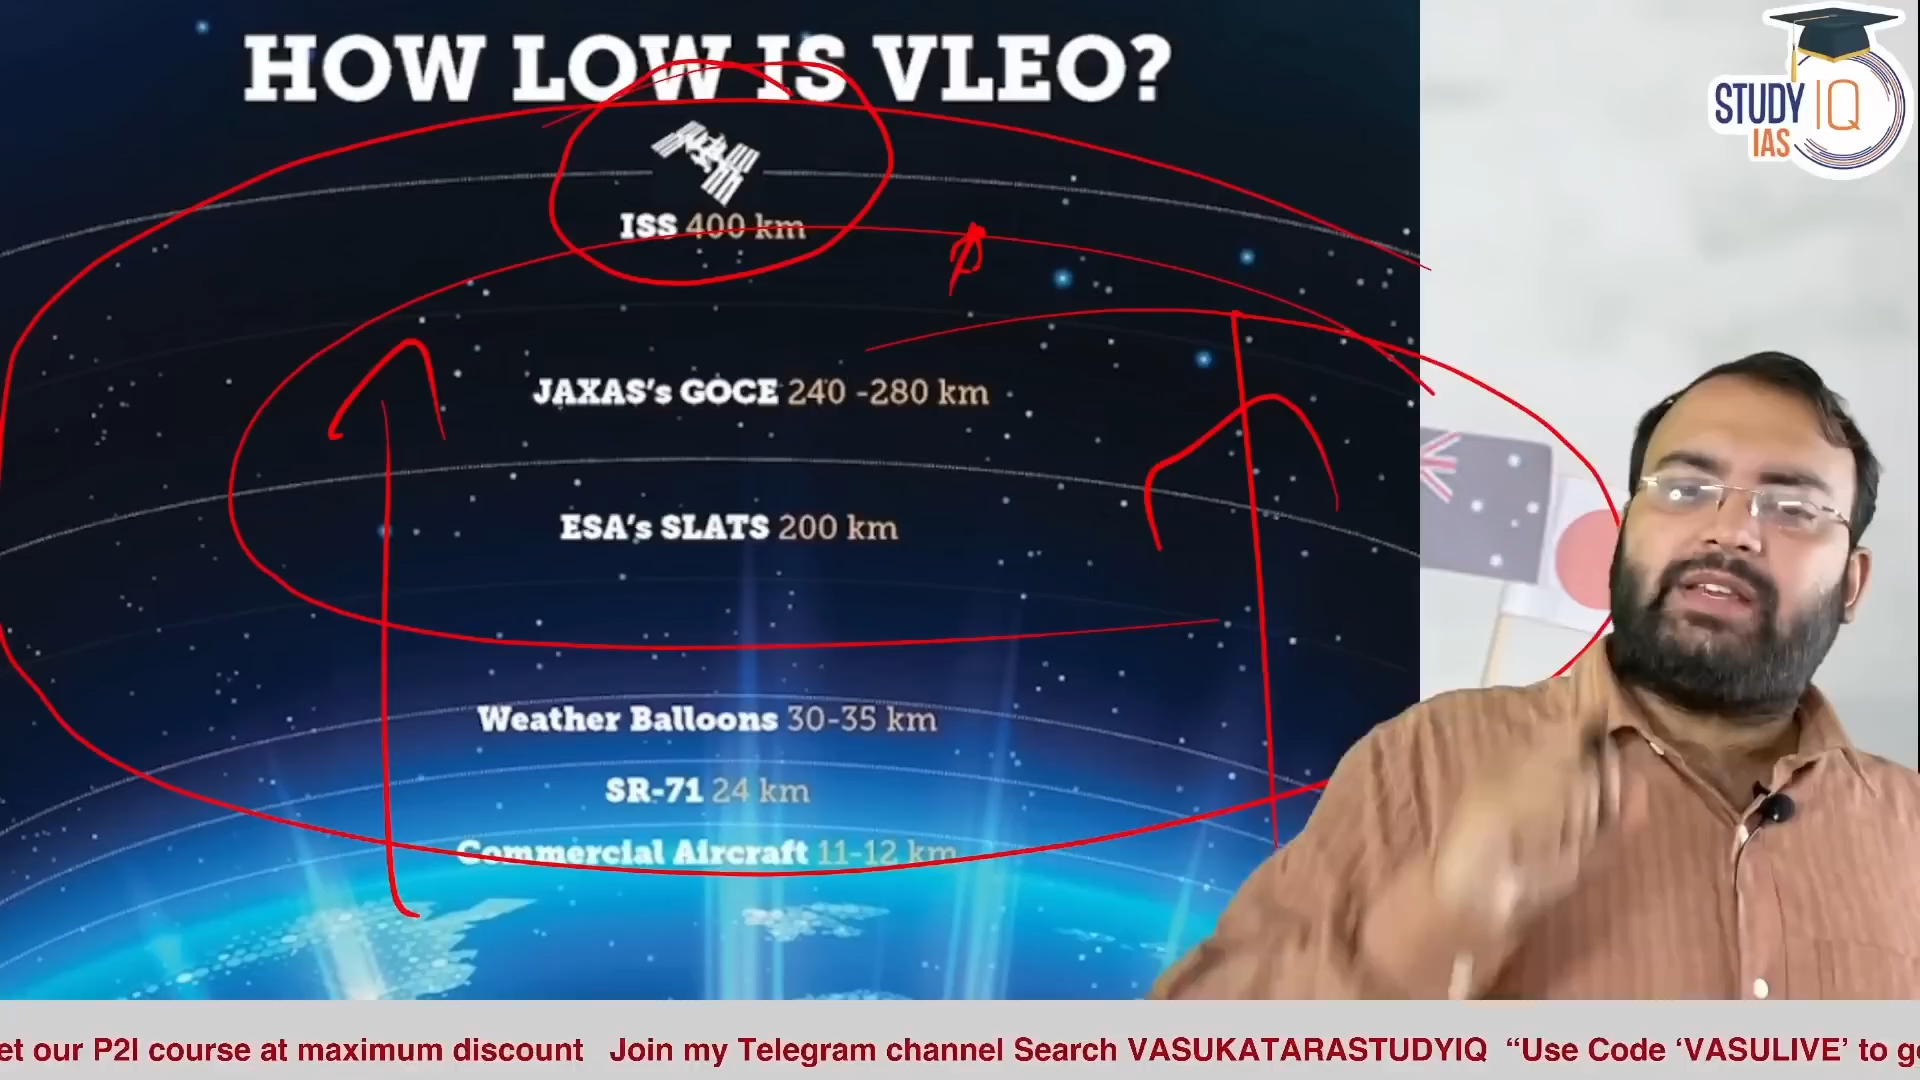 HOW LOW IS VLEO?
STUDY IQ
IAS
ISS 400 km
JAXAS's GOCE 240 -280 km
ESA's SLATS 200 km
Weather Balloons 30-35 km
SR-71 24 km
Commercial Aircraft 11-12 km
et our P2I course at maximum discount Join my Telegram channel Search VASUKATARASTUDYIQ “Use Code ‘VASULIVE’ to g